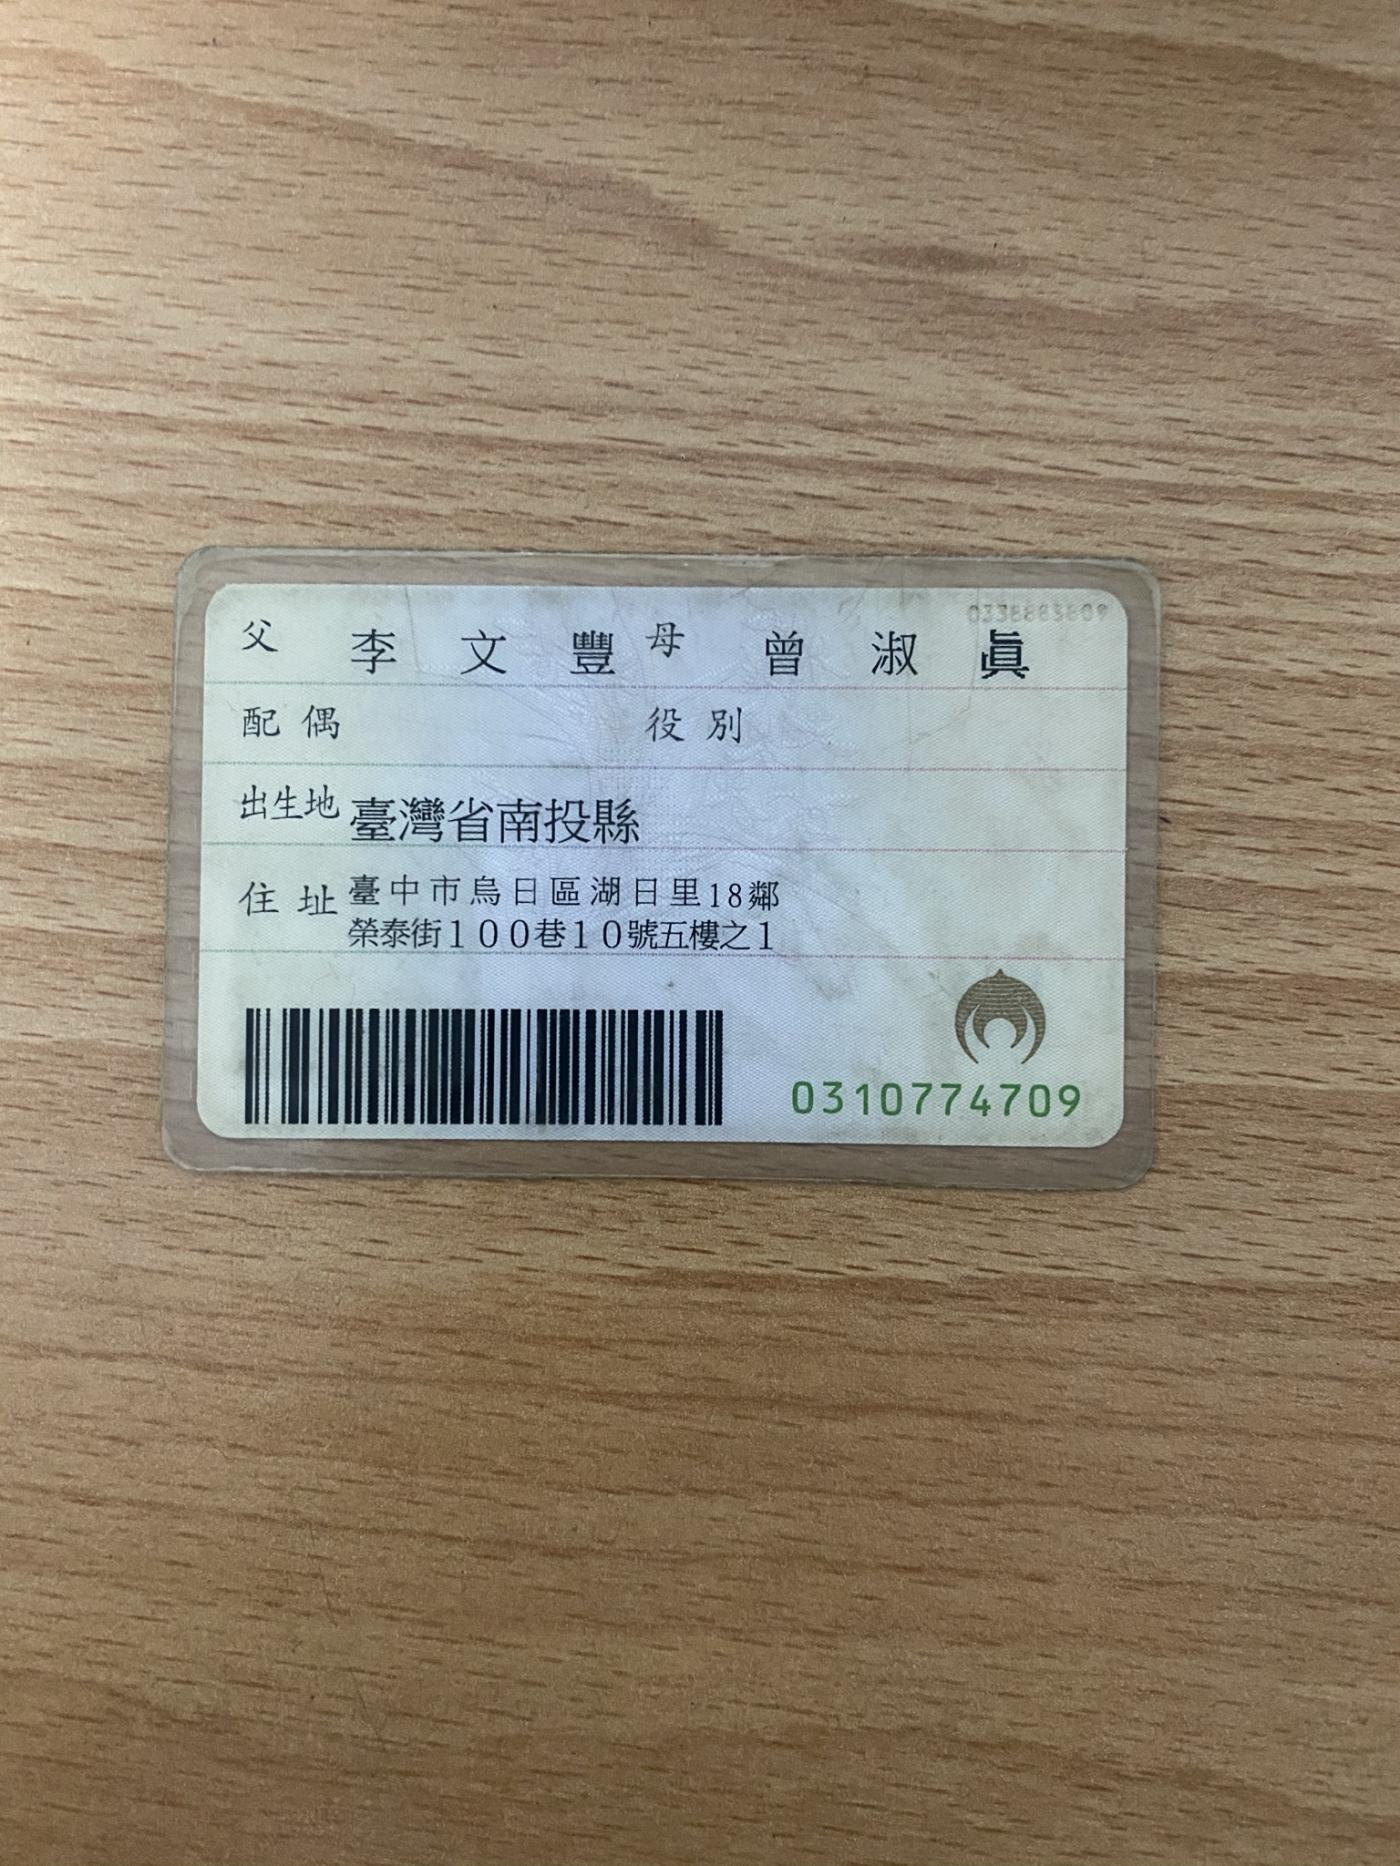 0338883809
父 李文豐 母 曾淑眞
配偶 役別
出生地 臺灣省南投縣
住址 臺中市烏日區湖日里18鄰
榮泰街１００巷１０號五樓之１
0310774709